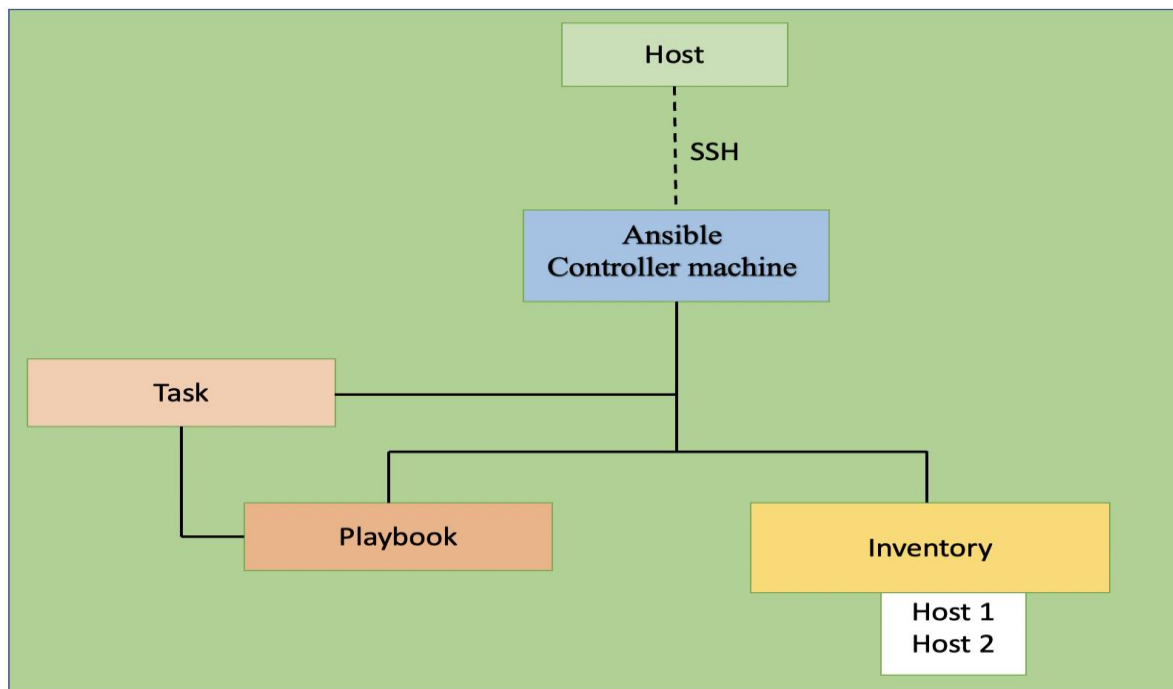 Host
SSH
Ansible
Controller machine
Task
Playbook
Inventory
Host 1
Host 2